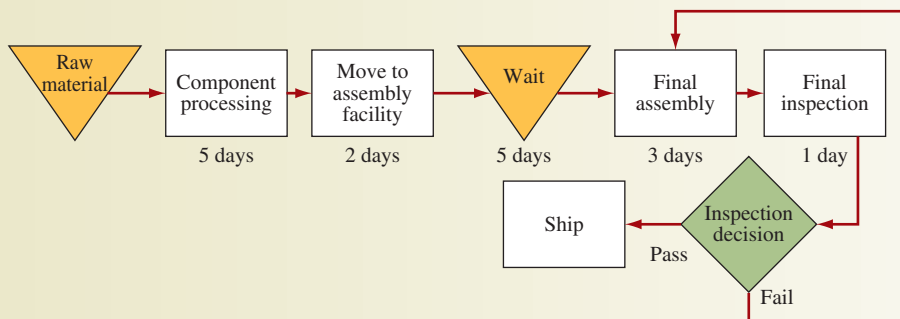 Raw
material
Component
processing
Move to
assembly
facility
Wait
Final
assembly
Final
inspection
5 days
2 days
5 days
3 days
1 day
Ship
Pass
Inspection
decision
Fail